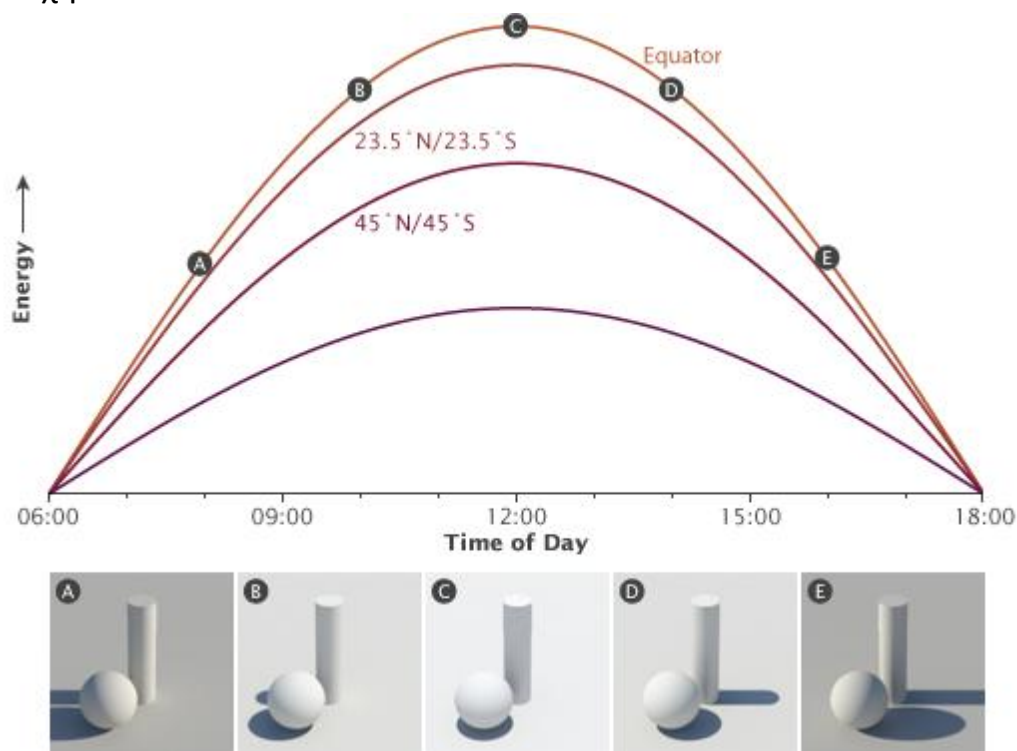 C
Equator
B
D
23.5˚N/23.5˚S
45˚N/45˚S
A
E
Energy
06:00
09:00
12:00
15:00
18:00
Time of Day
A
B
C
D
E